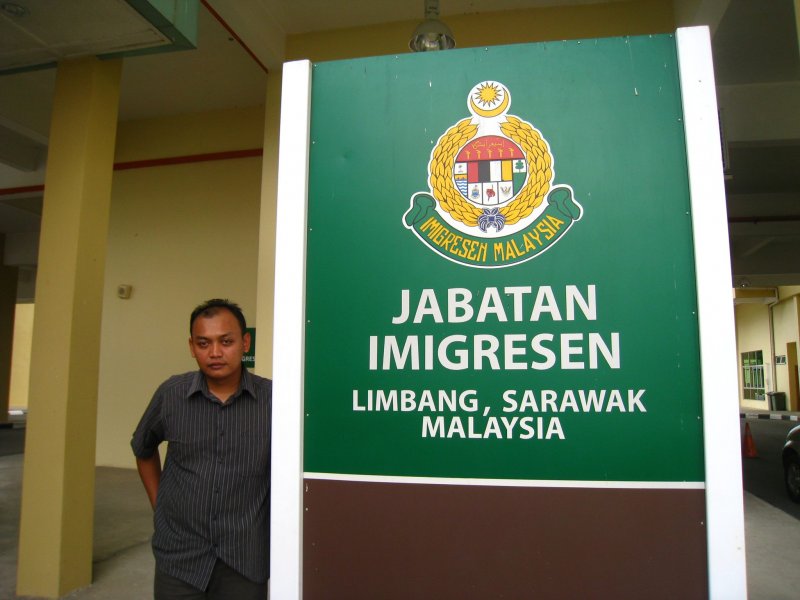 IMIGRESEN MALAYSIA
JABATAN
IMIGRESEN
LIMBANG, SARAWAK
MALAYSIA